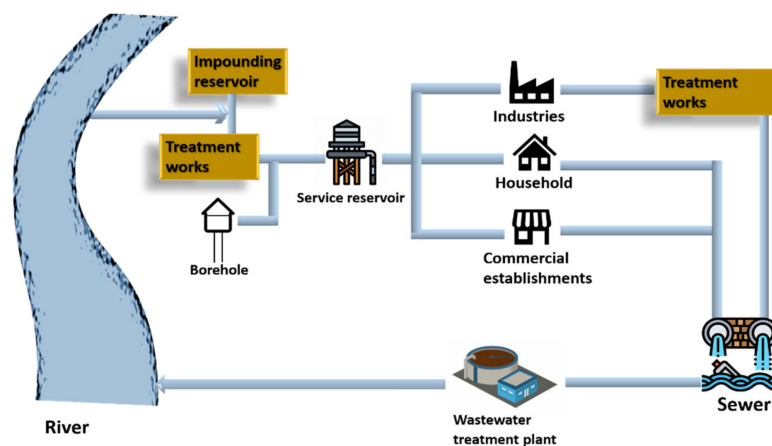 Impounding
reservoir
Treatment
works
Borehole
Service reservoir
Industries
Household
Commercial
establishments
Treatment
works
Sewer
Wastewater
treatment plant
River